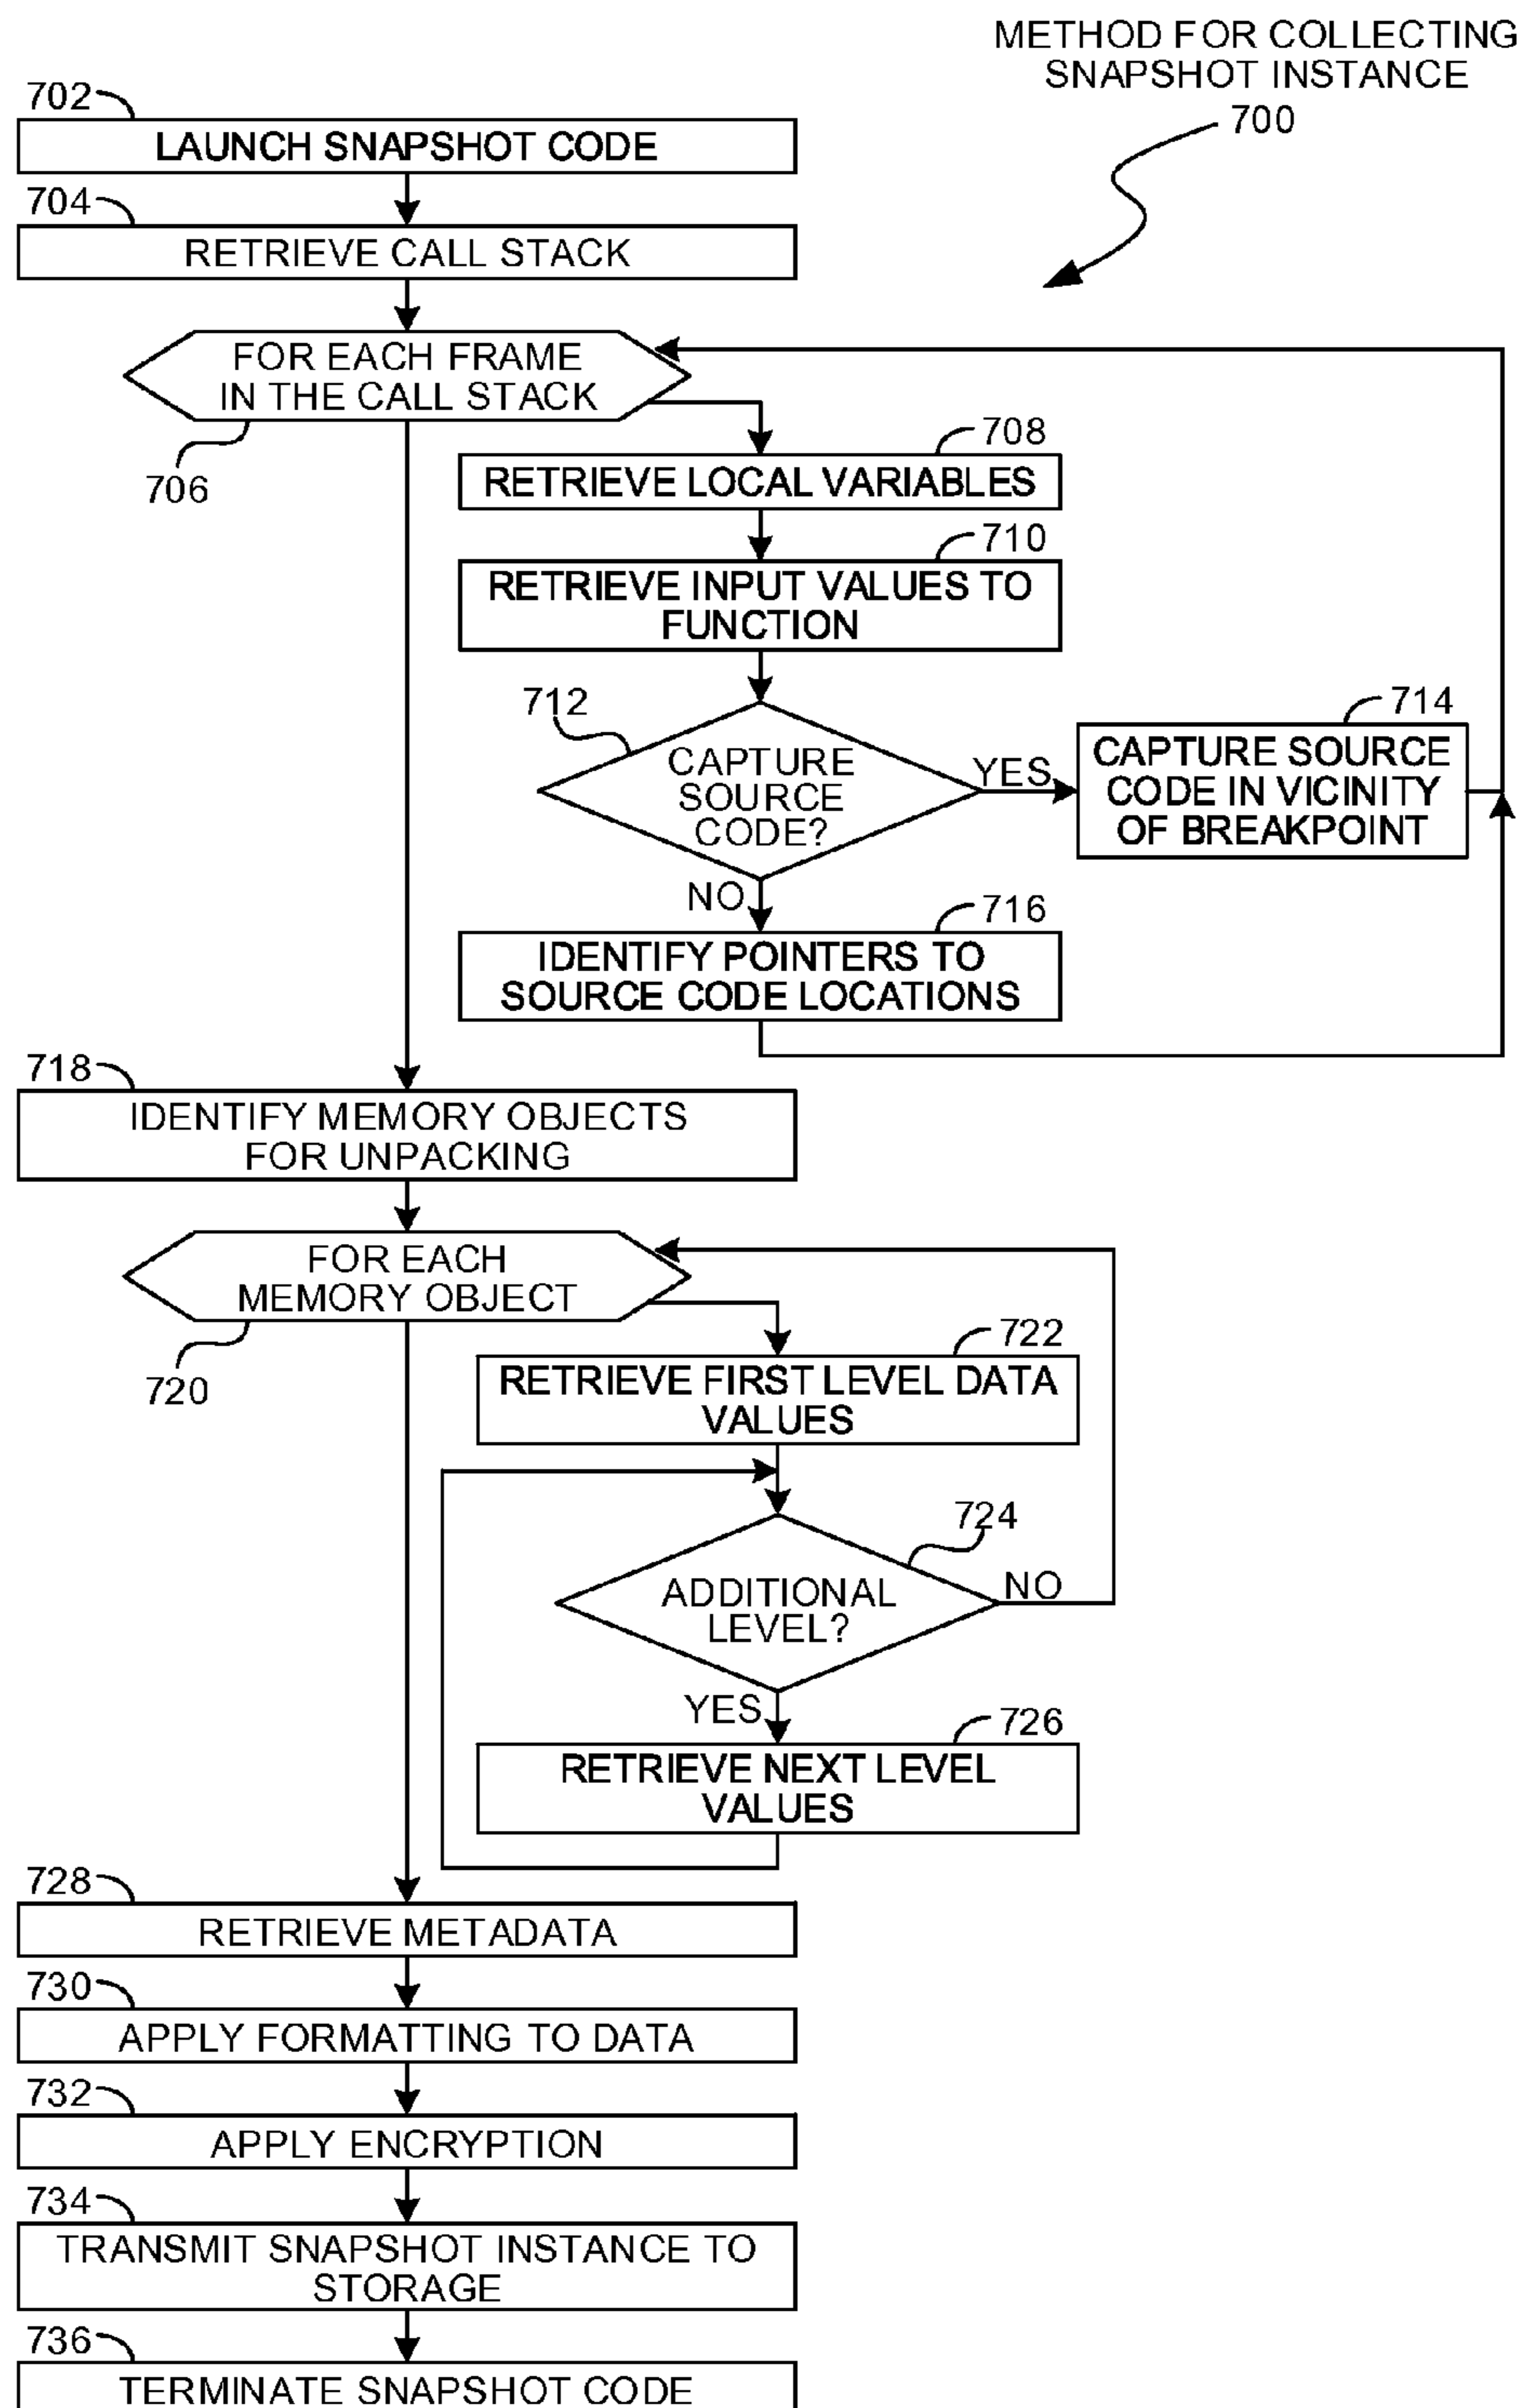 METHOD FOR COLLECTING
SNAPSHOT INSTANCE
700
702
LAUNCH SNAPSHOT CODE
704
RETRIEVE CALL STACK
FOR EACH FRAME
IN THE CALL STACK
706
708
RETRIEVE LOCAL VARIABLES
710
RETRIEVE INPUT VALUES TO
FUNCTION
712
CAPTURE
SOURCE
CODE?
YES
714
CAPTURE SOURCE
CODE IN VICINITY
OF BREAKPOINT
NO
716
IDENTIFY POINTERS TO
SOURCE CODE LOCATIONS
718
IDENTIFY MEMORY OBJECTS
FOR UNPACKING
FOR EACH
MEMORY OBJECT
720
722
RETRIEVE FIRST LEVEL DATA
VALUES
724
ADDITIONAL
LEVEL?
NO
YES
726
RETRIEVE NEXT LEVEL
VALUES
728
RETRIEVE METADATA
730
APPLY FORMATTING TO DATA
732
APPLY ENCRYPTION
734
TRANSMIT SNAPSHOT INSTANCE TO
STORAGE
736
TERMINATE SNAPSHOT CODE